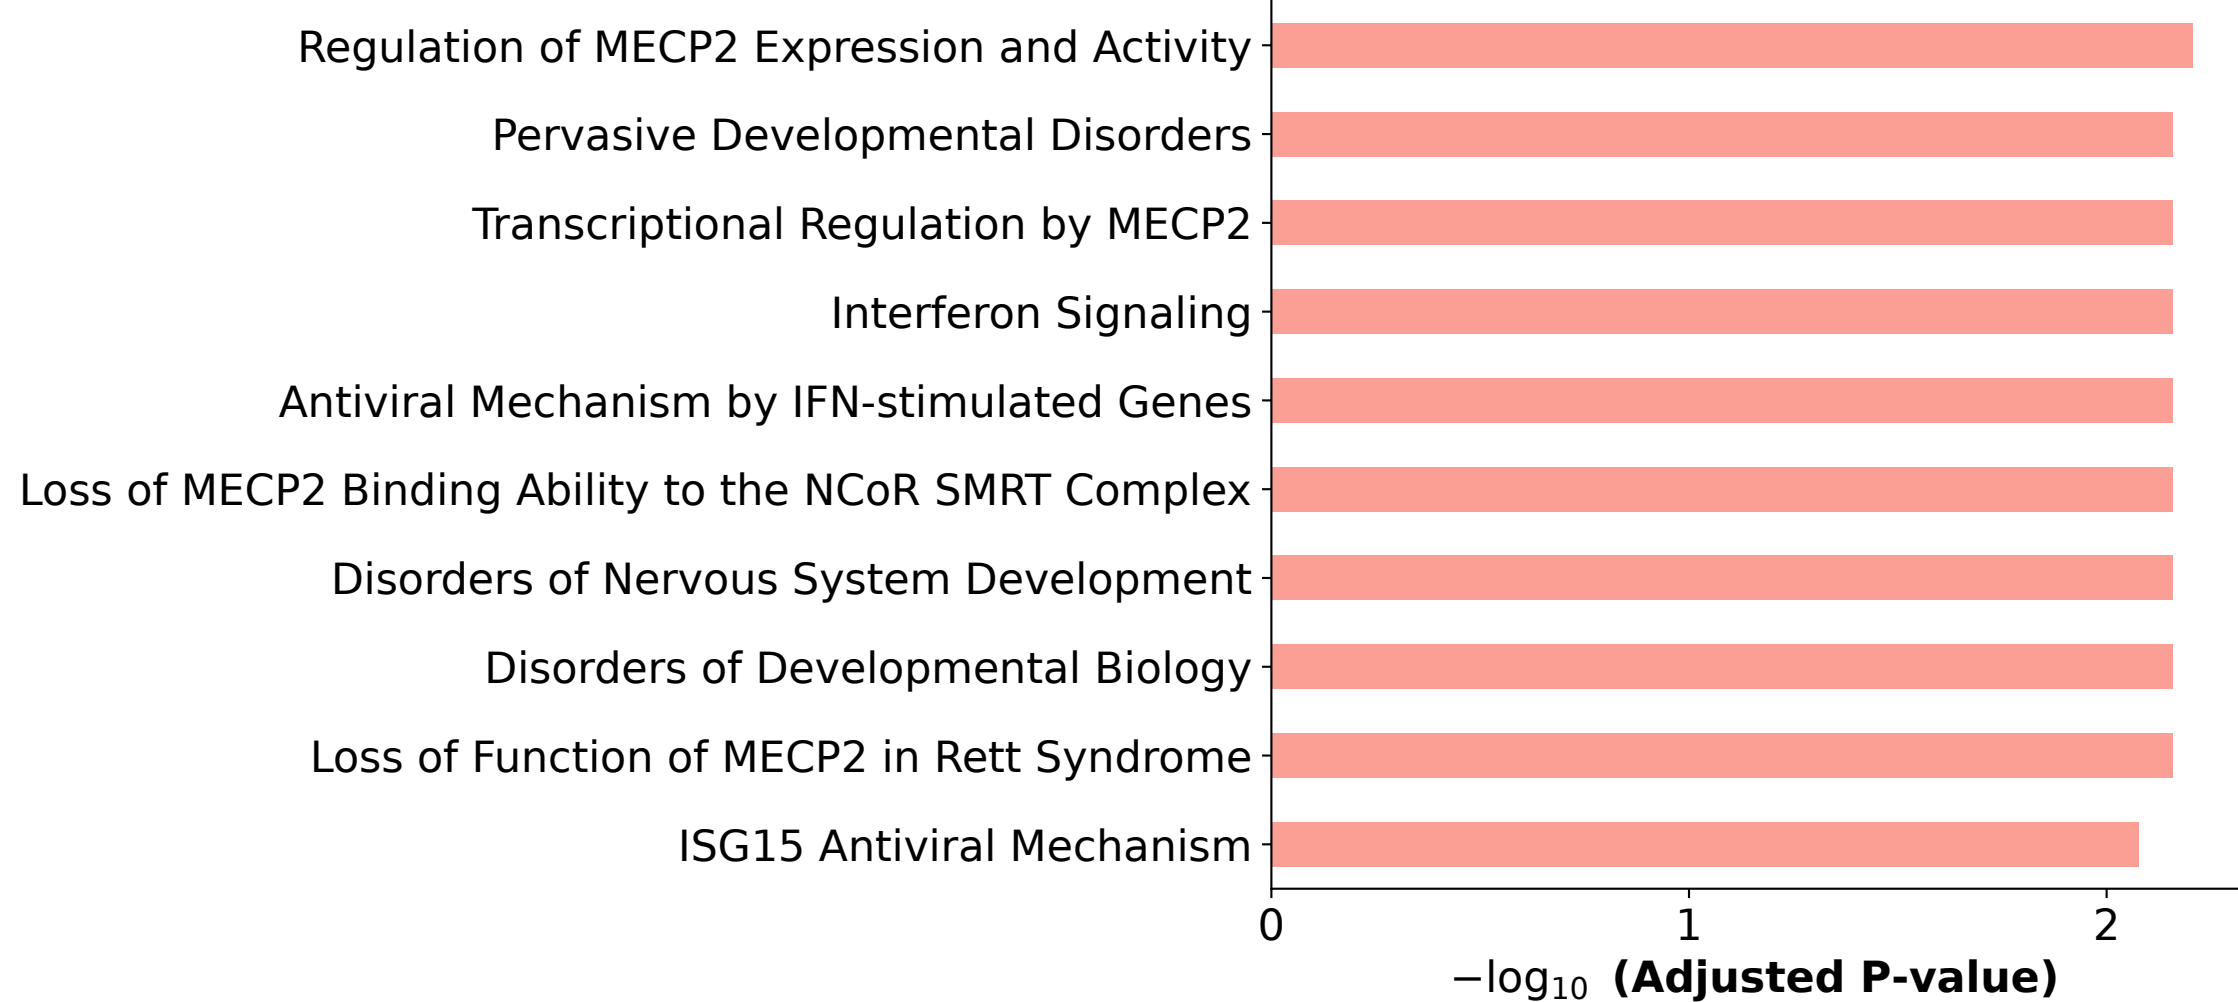 Regulation of MECP2 Expression and Activity
Pervasive Developmental Disorders
Transcriptional Regulation by MECP2
Interferon Signaling
Antiviral Mechanism by IFN-stimulated Genes
Loss of MECP2 Binding Ability to the NCoR SMRT Complex
Disorders of Nervous System Development
Disorders of Developmental Biology
Loss of Function of MECP2 in Rett Syndrome
ISG15 Antiviral Mechanism
0 1 2
−log₁₀ (Adjusted P-value)